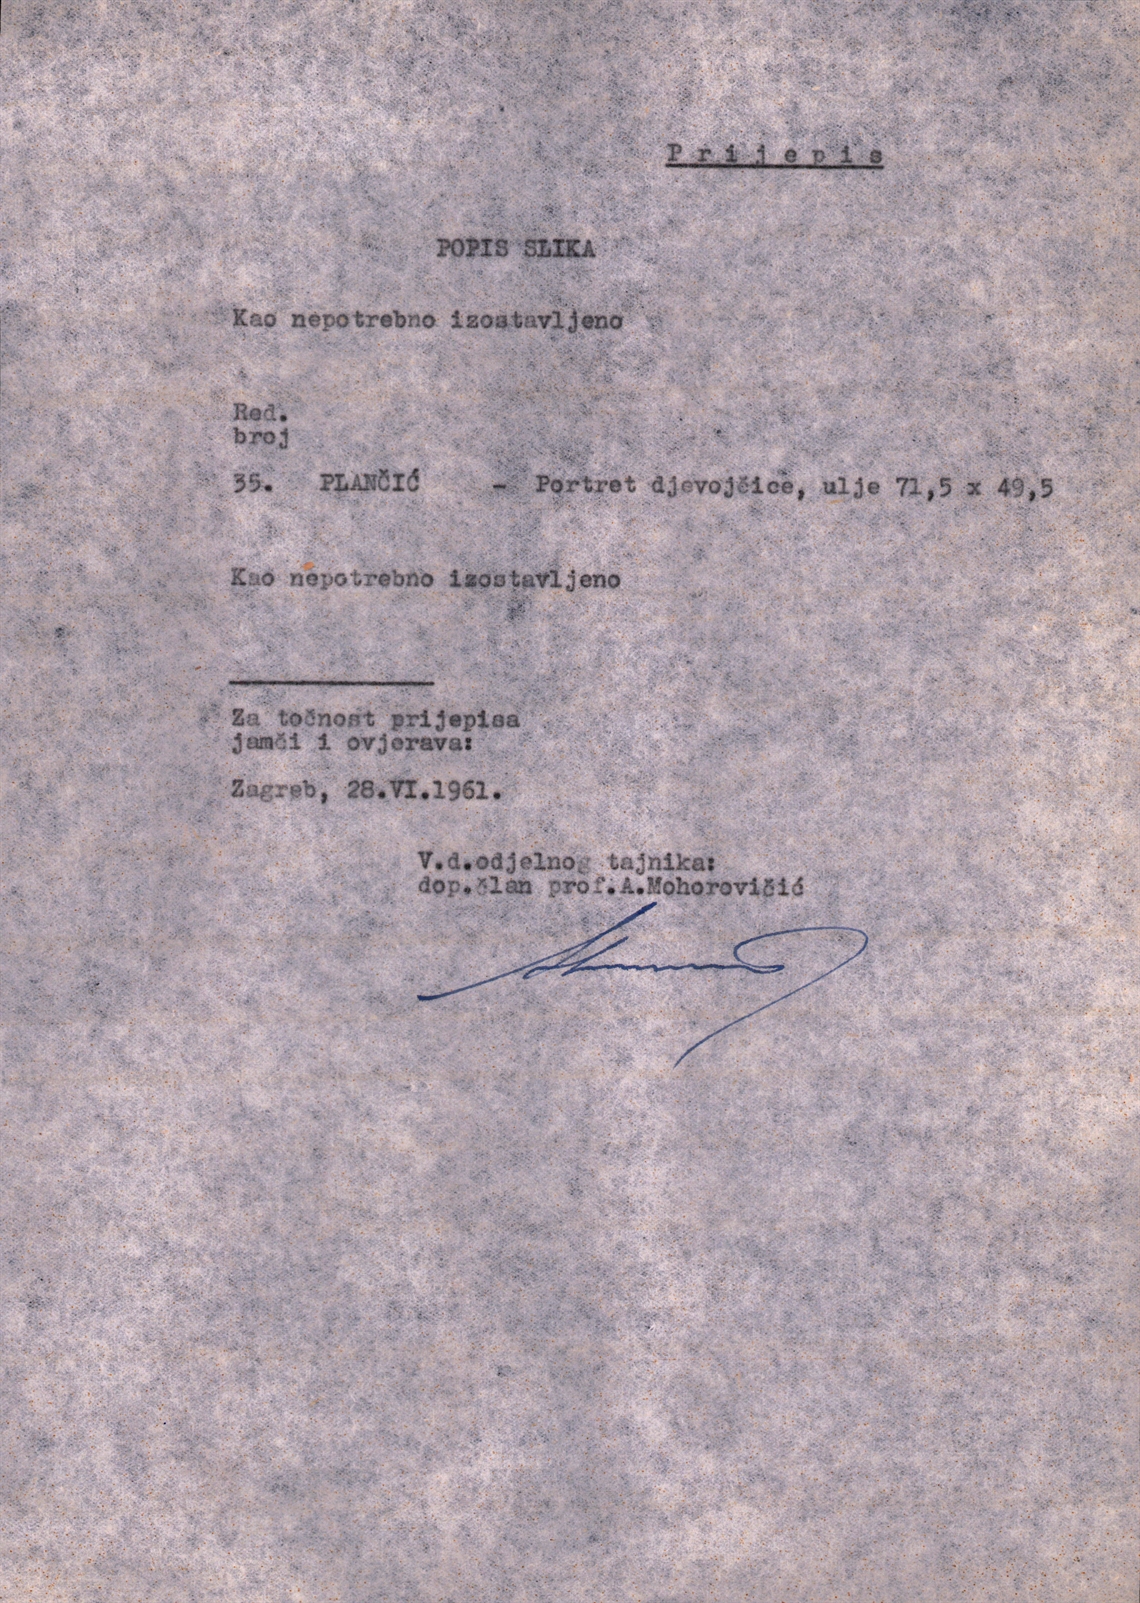 P r i j e p i s
POPIS SLIKA
Kao nepotrebno izostavljeno
Red.
broj
35. PLANČIĆ - Portret djevojčice, ulje 71,5 x 49,5
Kao nepotrebno izostavljeno
Za točnost prijepisa
jamči i ovjerava:
Zagreb, 28.VI.1961.
V.d.odjelnog tajnika:
dop.član prof.A.Mohorovičić